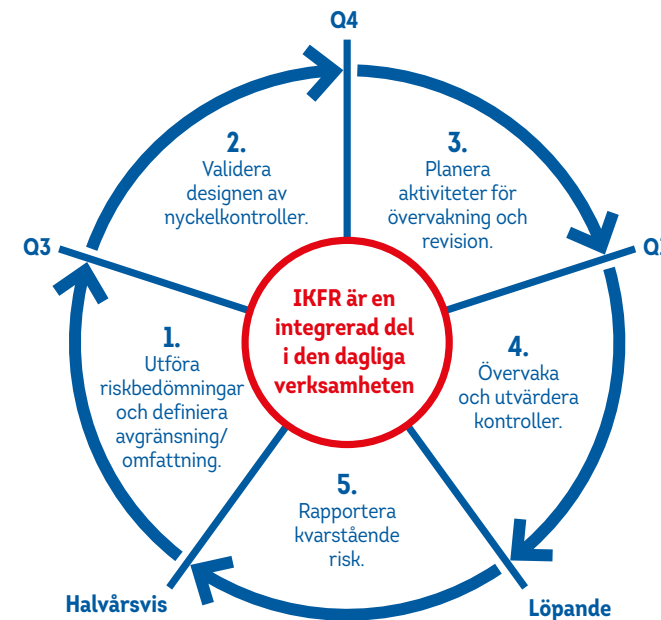 Q4
2.
Validera
designen av
nyckelkontroller.
3.
Planera
aktiviteter för
övervakning och
revision.
Q3
IKFR är en
integrerad del
i den dagliga
verksamheten
1.
Utföra
riskbedömningar
och definiera
avgränsning/
omfattning.
4.
Övervaka
och utvärdera
kontroller.
5.
Rapportera
kvarstående
risk.
Halvårsvis
Löpande